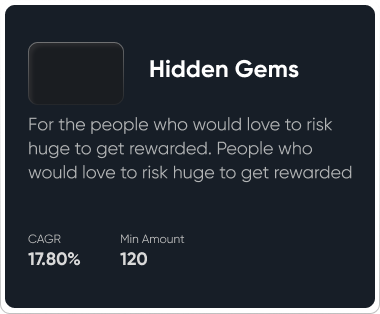 Hidden Gems
For the people who would love to risk
huge to get rewarded. People who
would love to risk huge to get rewarded
CAGR Min Amount
17.80% 120